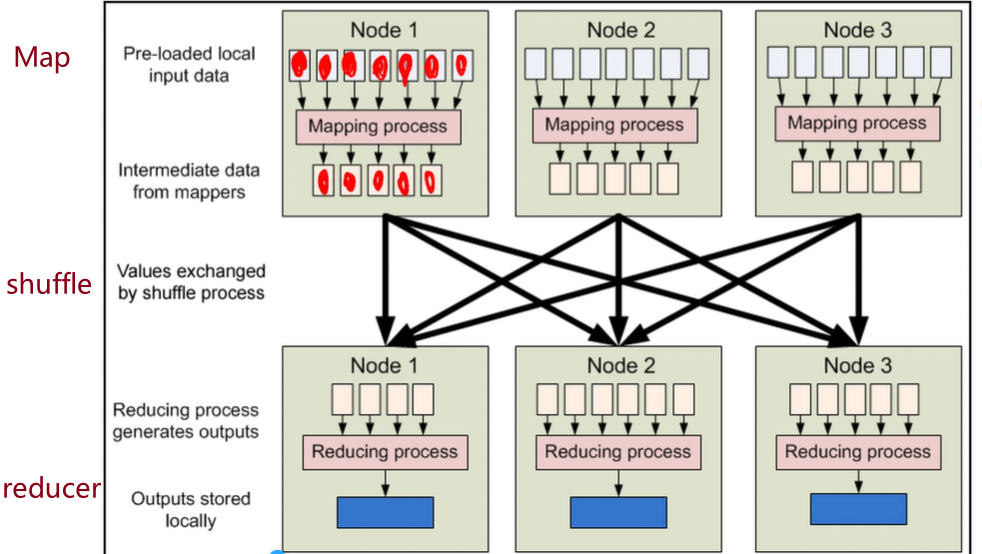 Node 1
Node 2
Node 3
Map
Pre-loaded local
input data
Mapping process
Mapping process
Mapping process
Intermediate data
from mappers
shuffle
Values exchanged
by shuffle process
Node 1
Node 2
Node 3
Reducing process
generates outputs
Reducing process
Reducing process
Reducing process
reducer
Outputs stored
locally